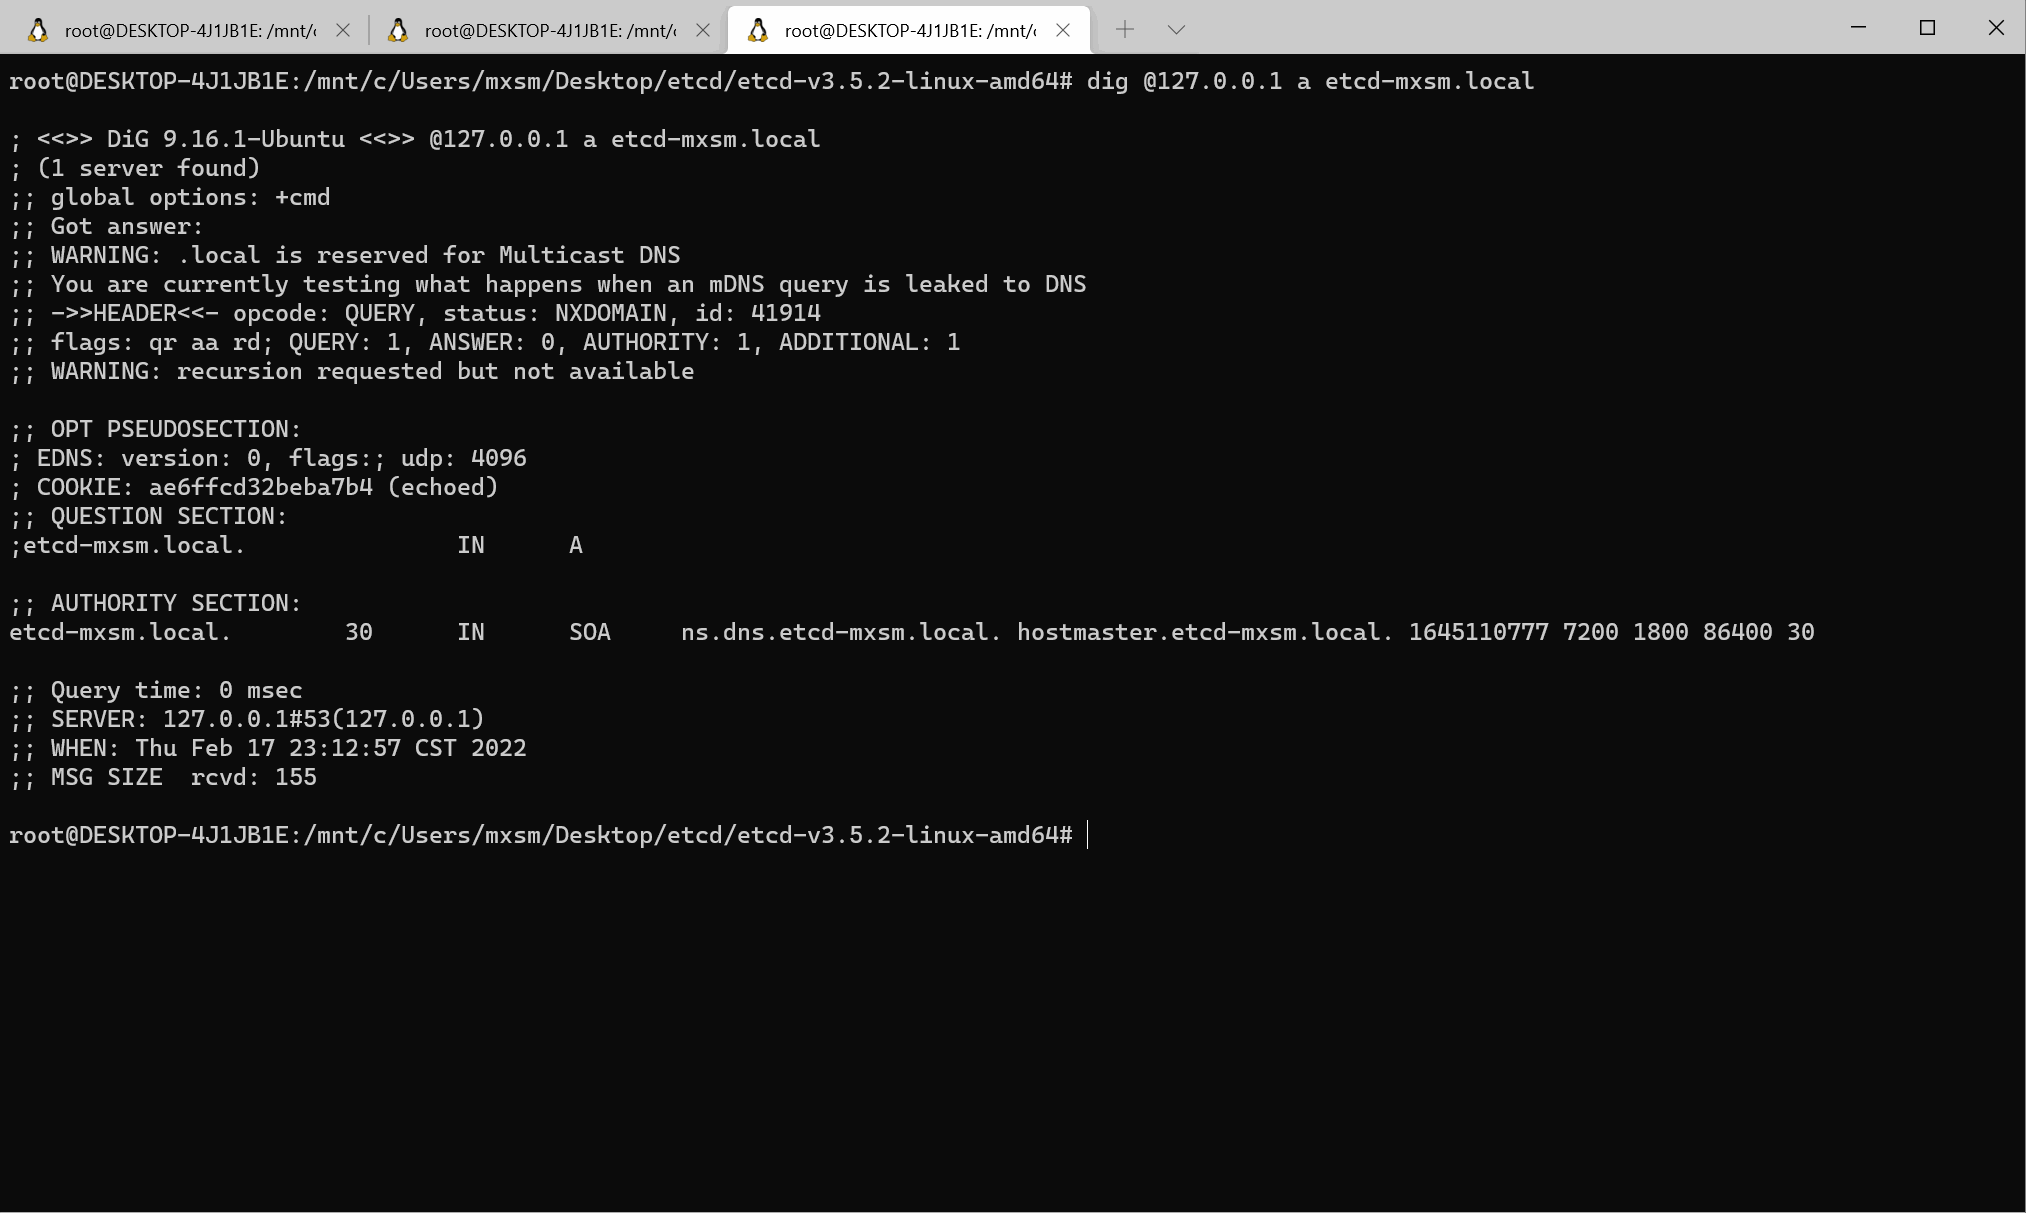 root@DESKTOP-4J1JB1E: /mnt/c
root@DESKTOP-4J1JB1E: /mnt/c
root@DESKTOP-4J1JB1E: /mnt/c
root@DESKTOP-4J1JB1E:/mnt/c/Users/mxsm/Desktop/etcd/etcd-v3.5.2-linux-amd64# dig @127.0.0.1 a etcd-mxsm.local

; <<>> DiG 9.16.1-Ubuntu <<>> @127.0.0.1 a etcd-mxsm.local
; (1 server found)
;; global options: +cmd
;; Got answer:
;; WARNING: .local is reserved for Multicast DNS
;; You are currently testing what happens when an mDNS query is leaked to DNS
;; ->>HEADER<<- opcode: QUERY, status: NXDOMAIN, id: 41914
;; flags: qr aa rd; QUERY: 1, ANSWER: 0, AUTHORITY: 1, ADDITIONAL: 1
;; WARNING: recursion requested but not available

;; OPT PSEUDOSECTION:
; EDNS: version: 0, flags:; udp: 4096
; COOKIE: ae6ffcd32beba7b4 (echoed)
;; QUESTION SECTION:
;etcd-mxsm.local.               IN      A

;; AUTHORITY SECTION:
etcd-mxsm.local.        30      IN      SOA     ns.dns.etcd-mxsm.local. hostmaster.etcd-mxsm.local. 1645110777 7200 1800 86400 30

;; Query time: 0 msec
;; SERVER: 127.0.0.1#53(127.0.0.1)
;; WHEN: Thu Feb 17 23:12:57 CST 2022
;; MSG SIZE  rcvd: 155

root@DESKTOP-4J1JB1E:/mnt/c/Users/mxsm/Desktop/etcd/etcd-v3.5.2-linux-amd64#